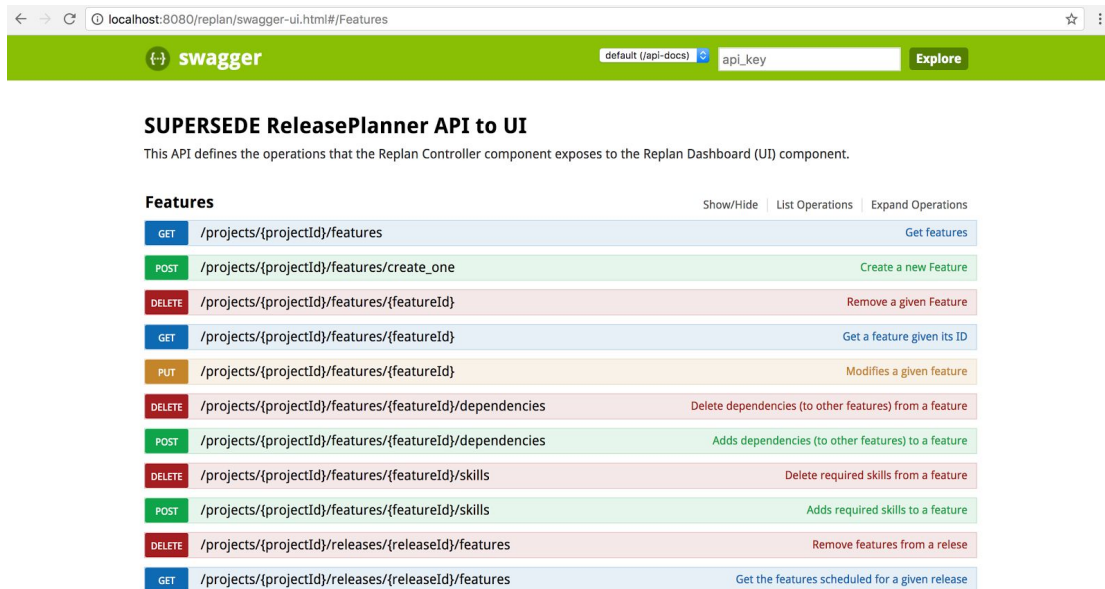 localhost:8080/replan/swagger-ui.html#/Features
{··} swagger default (/api-docs) api_key Explore
SUPERSEDE ReleasePlanner API to UI
This API defines the operations that the Replan Controller component exposes to the Replan Dashboard (UI) component.
Features Show/Hide List Operations Expand Operations
GET /projects/{projectId}/features Get features
POST /projects/{projectId}/features/create_one Create a new Feature
DELETE /projects/{projectId}/features/{featureId} Remove a given Feature
GET /projects/{projectId}/features/{featureId} Get a feature given its ID
PUT /projects/{projectId}/features/{featureId} Modifies a given feature
DELETE /projects/{projectId}/features/{featureId}/dependencies Delete dependencies (to other features) from a feature
POST /projects/{projectId}/features/{featureId}/dependencies Adds dependencies (to other features) to a feature
DELETE /projects/{projectId}/features/{featureId}/skills Delete required skills from a feature
POST /projects/{projectId}/features/{featureId}/skills Adds required skills to a feature
DELETE /projects/{projectId}/releases/{releaseId}/features Remove features from a relese
GET /projects/{projectId}/releases/{releaseId}/features Get the features scheduled for a given release